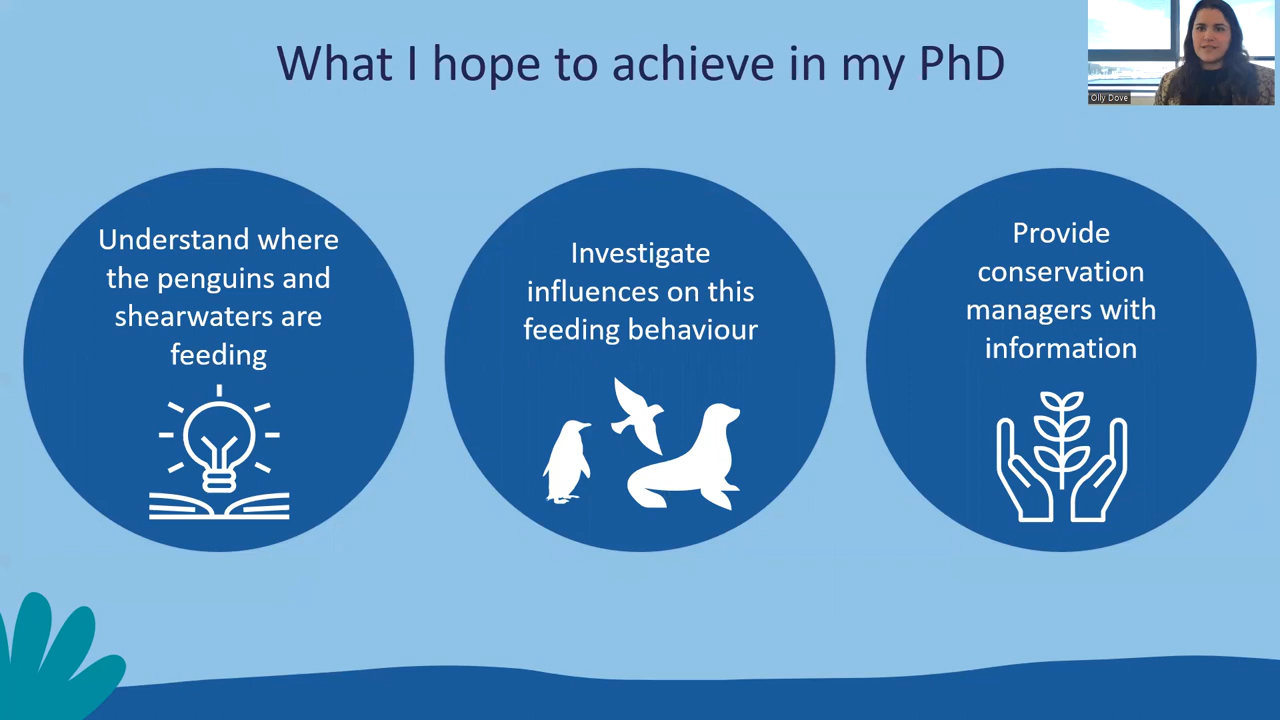 What I hope to achieve in my PhD
Olly Dove
Understand where
the penguins and
shearwaters are
feeding
Investigate
influences on this
feeding behaviour
Provide
conservation
managers with
information